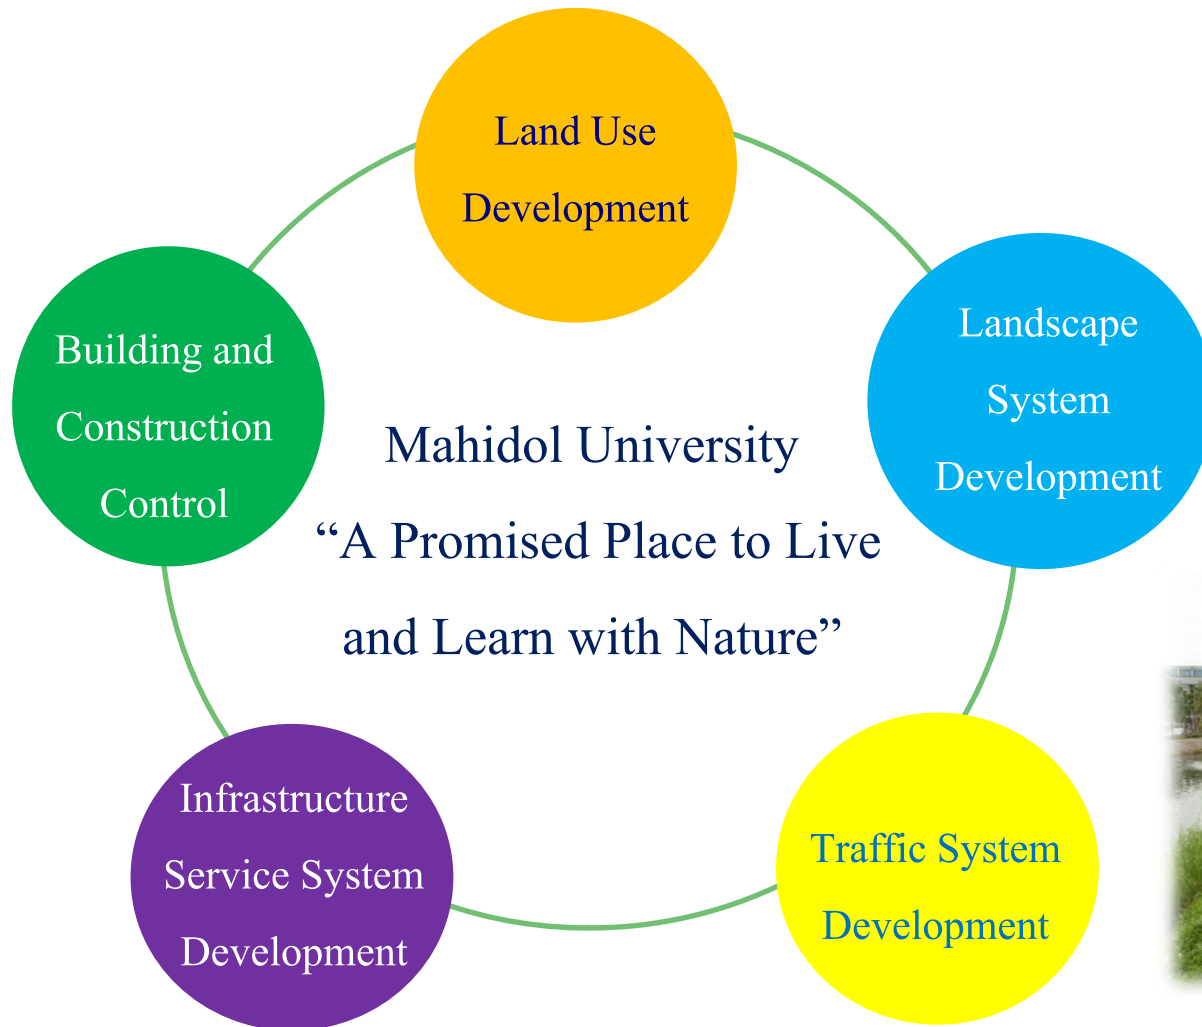 Land Use
Development
Landscape
System
Development
Building and
Construction
Control
Mahidol University
“A Promised Place to Live
and Learn with Nature”
Infrastructure
Service System
Development
Traffic System
Development